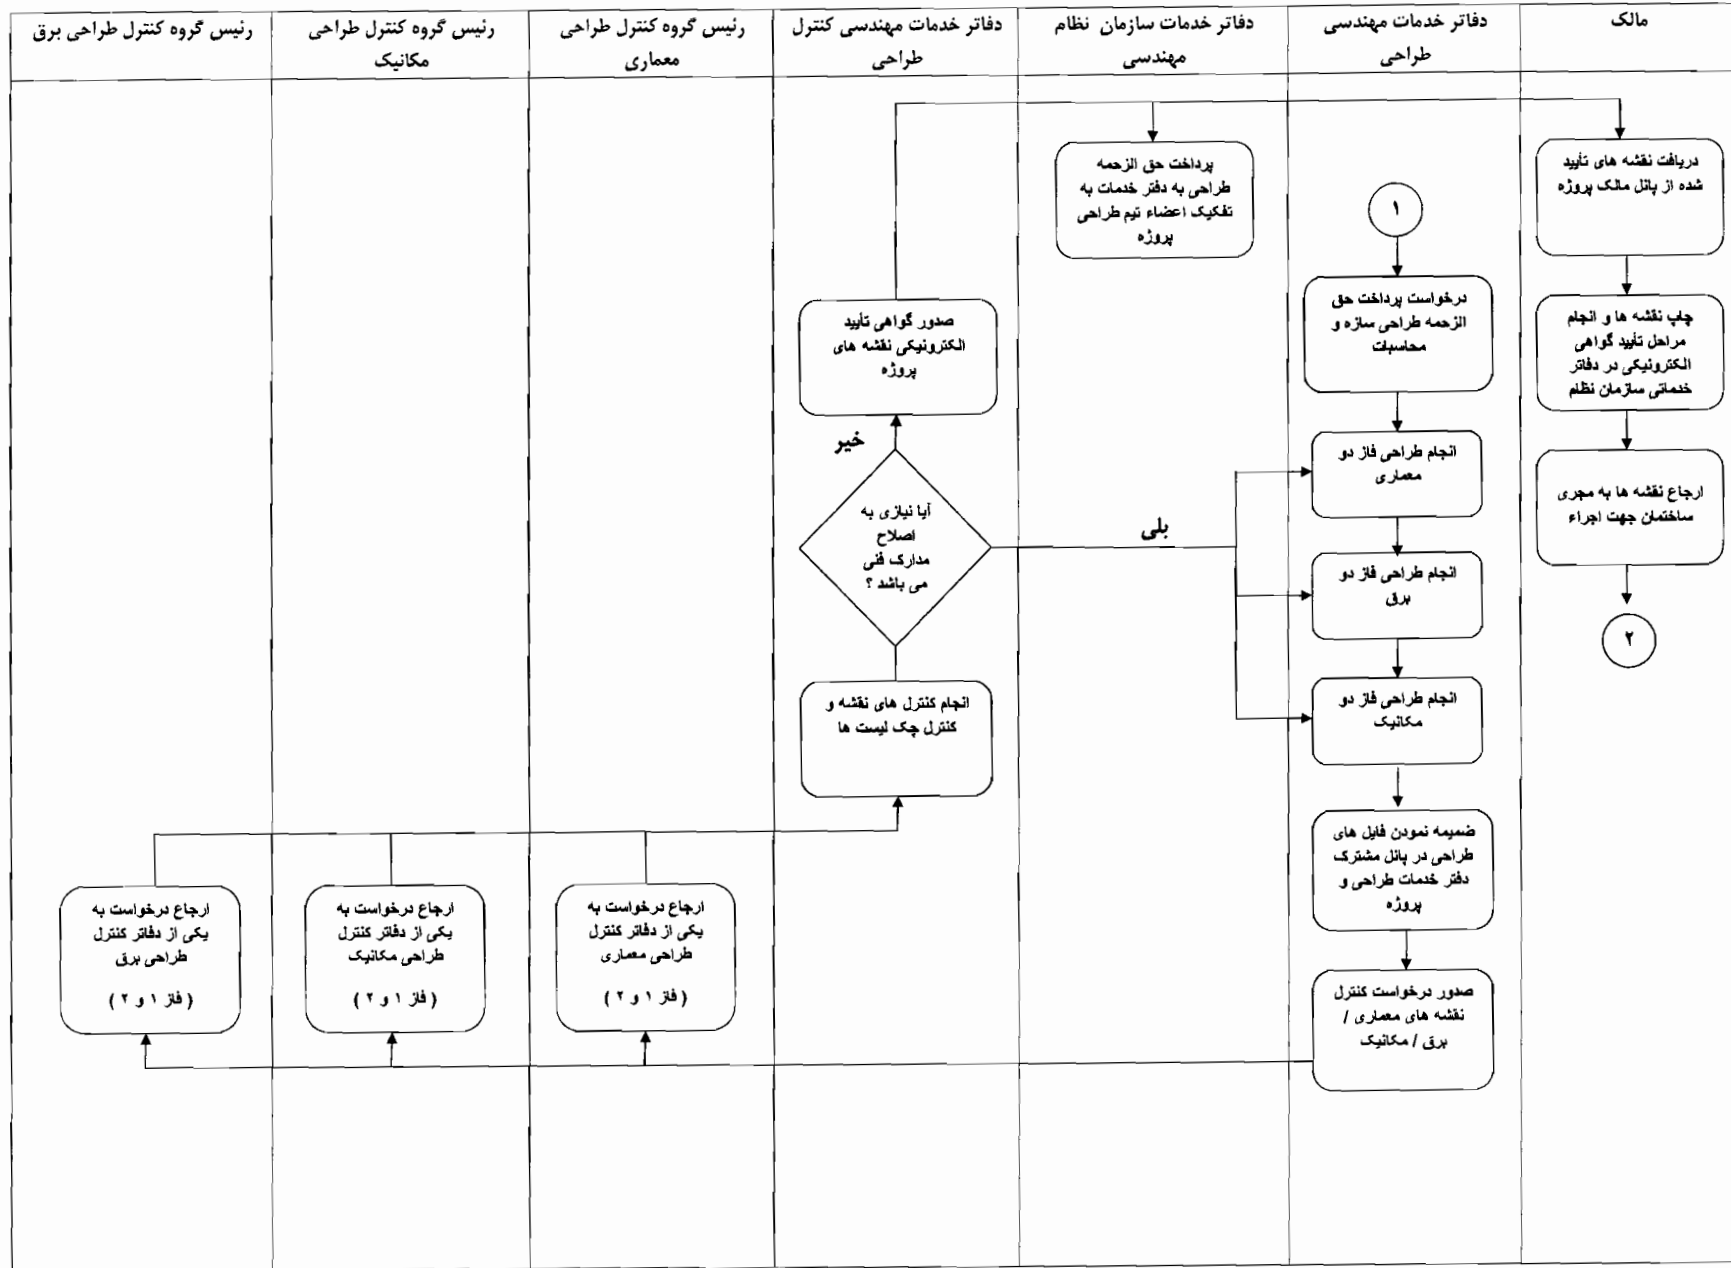 مالک
دفاتر خدمات مهندسی
طراحی
دفاتر خدمات سازمان نظام
مهندسی
دفاتر خدمات مهندسی کنترل
طراحی
رئیس گروه کنترل طراحی
معماری
رئیس گروه کنترل طراحی
مکانیک
رئیس گروه کنترل طراحی برق
دریافت نقشه های تأیید
شده از پانل مالک پروژه
چاپ نقشه ها و انجام
مراحل تأیید گواهی
الکترونیکی در دفاتر
خدماتی سازمان نظام
ارجاع نقشه ها به مجری
ساختمان جهت اجراء
۲
۱
درخواست پرداخت حق
الزحمه طراحی سازه و
محاسبات
انجام طراحی فاز دو
معماری
انجام طراحی فاز دو
برق
انجام طراحی فاز دو
مکانیک
ضمیمه نمودن فایل های
طراحی در پانل مشترک
دفتر خدمات طراحی و
پروژه
صدور درخواست کنترل
نقشه های معماری /
برق / مکانیک
پرداخت حق الزحمه
طراحی به دفتر خدمات به
تفکیک اعضاء تیم طراحی
پروژه
بلی
صدور گواهی تأیید
الکترونیکی نقشه های
پروژه
خیر
آیا نیازی به
اصلاح
مدارک فنی
می باشد ؟
انجام کنترل های نقشه و
کنترل چک لیست ها
ارجاع درخواست به
یکی از دفاتر کنترل
طراحی معماری
( فاز ۱ و ۲ )
ارجاع درخواست به
یکی از دفاتر کنترل
طراحی مکانیک
( فاز ۱ و ۲ )
ارجاع درخواست به
یکی از دفاتر کنترل
طراحی برق
( فاز ۱ و ۲ )